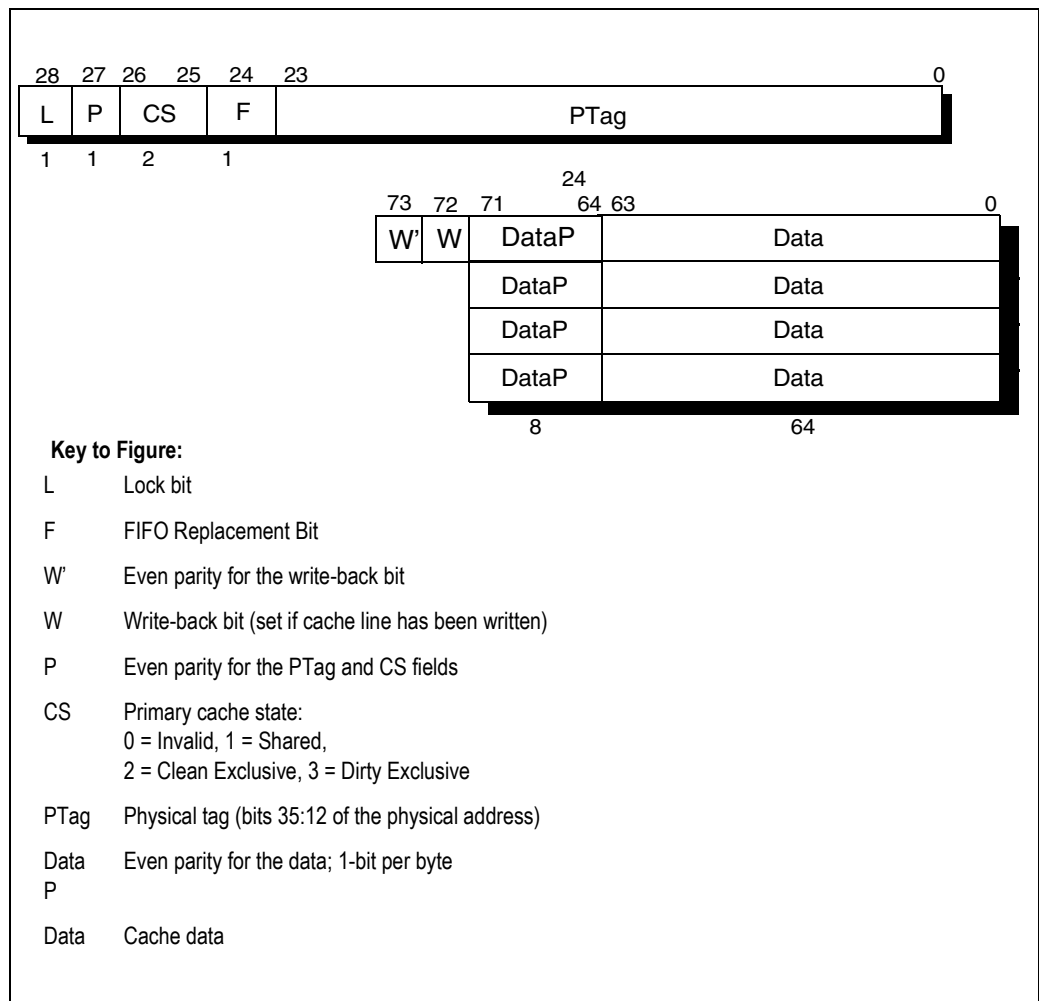 28 27 26 25 24 23 0
L P CS F PTag
1 1 2 1
24
73 72 71 64 63 0
W' W DataP Data
DataP Data
DataP Data
DataP Data
8 64
Key to Figure:
L Lock bit
F FIFO Replacement Bit
W' Even parity for the write-back bit
W Write-back bit (set if cache line has been written)
P Even parity for the PTag and CS fields
CS Primary cache state:
0 = Invalid, 1 = Shared,
2 = Clean Exclusive, 3 = Dirty Exclusive
PTag Physical tag (bits 35:12 of the physical address)
Data Even parity for the data; 1-bit per byte
P
Data Cache data